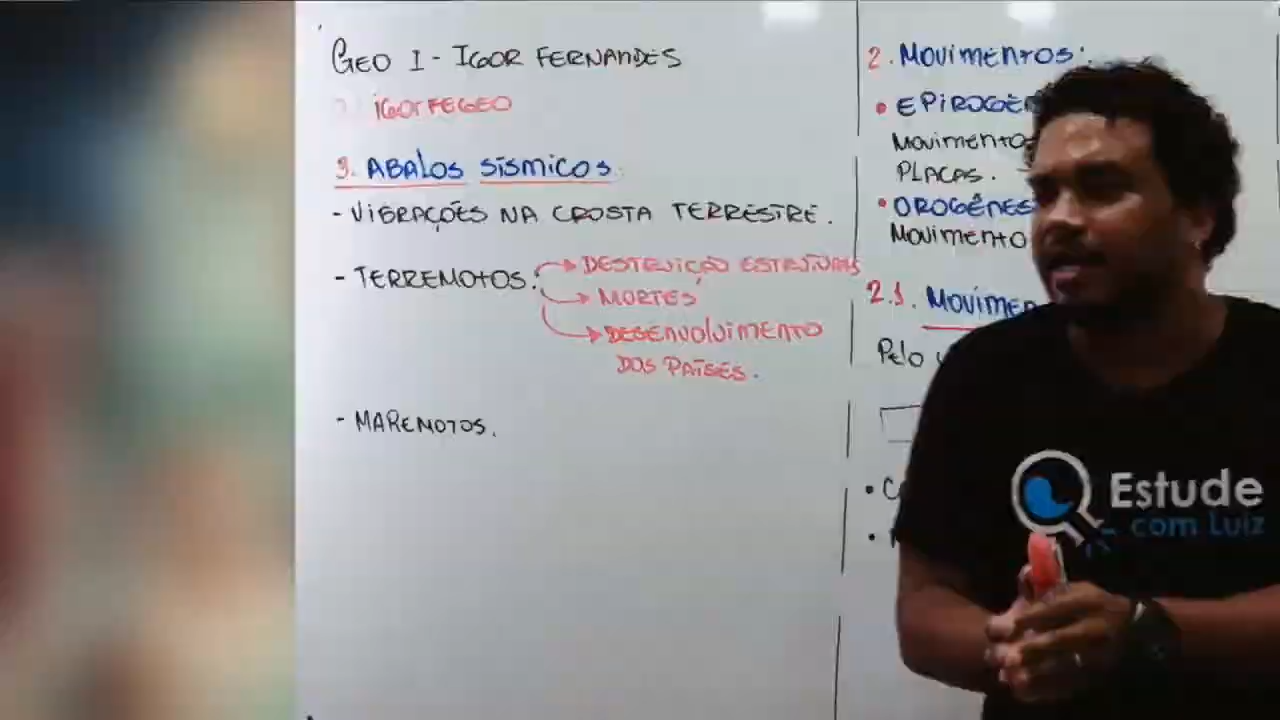 GEO I - IGOR FERNANDES
IGORFEGEO
3. ABALOS SÍSMICOS.
- VIBRAÇÕES NA CROSTA TERRESTRE.
- TERREMOTOS: → DESTRUIÇÃO ESTRUTURAS
→ MORTES
→ DESENVOLVIMENTO
DOS PAÍSES.
- MAREMOTOS.
2. MOVIMENTOS:
• EPIROGÊN
MOVIMENTO
PLACAS.
• OROGÊNES
MOVIMENTO
2.1. MOVIMEN
PELO
Estude
com Luiz